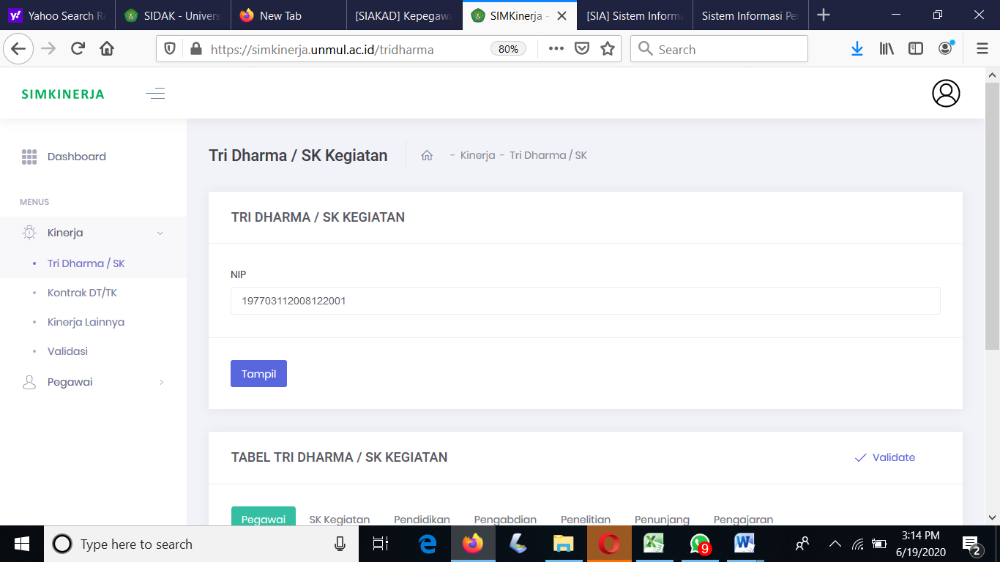 Yahoo Search Re
SIDAK - Univers
New Tab
[SIAKAD] Kepegawa
SIMKinerja -
[SIA] Sistem Informa
Sistem Informasi Pe
https://simkinerja.unmul.ac.id/tridharma
80%
Search
SIMKINERJA
Dashboard
MENUS
Kinerja
Tri Dharma / SK
Kontrak DT/TK
Kinerja Lainnya
Validasi
Pegawai
Tri Dharma / SK Kegiatan
- Kinerja - Tri Dharma / SK
TRI DHARMA / SK KEGIATAN
NIP
197703112008122001
Tampil
TABEL TRI DHARMA / SK KEGIATAN
Validate
Pegawai
SK Kegiatan
Pendidikan
Pengabdian
Penelitian
Penunjang
Pengajaran
Type here to search
9
3:14 PM
6/19/2020
2